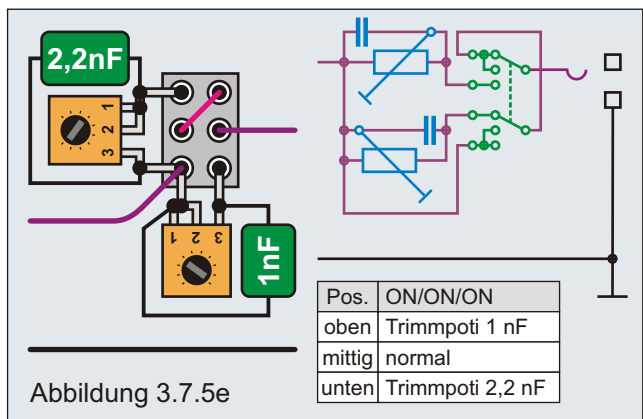 2,2nF
1
2
3
1
2
3
1nF
Pos. ON/ON/ON
oben Trimmpoti 1 nF
mittig normal
unten Trimmpoti 2,2 nF
Abbildung 3.7.5e